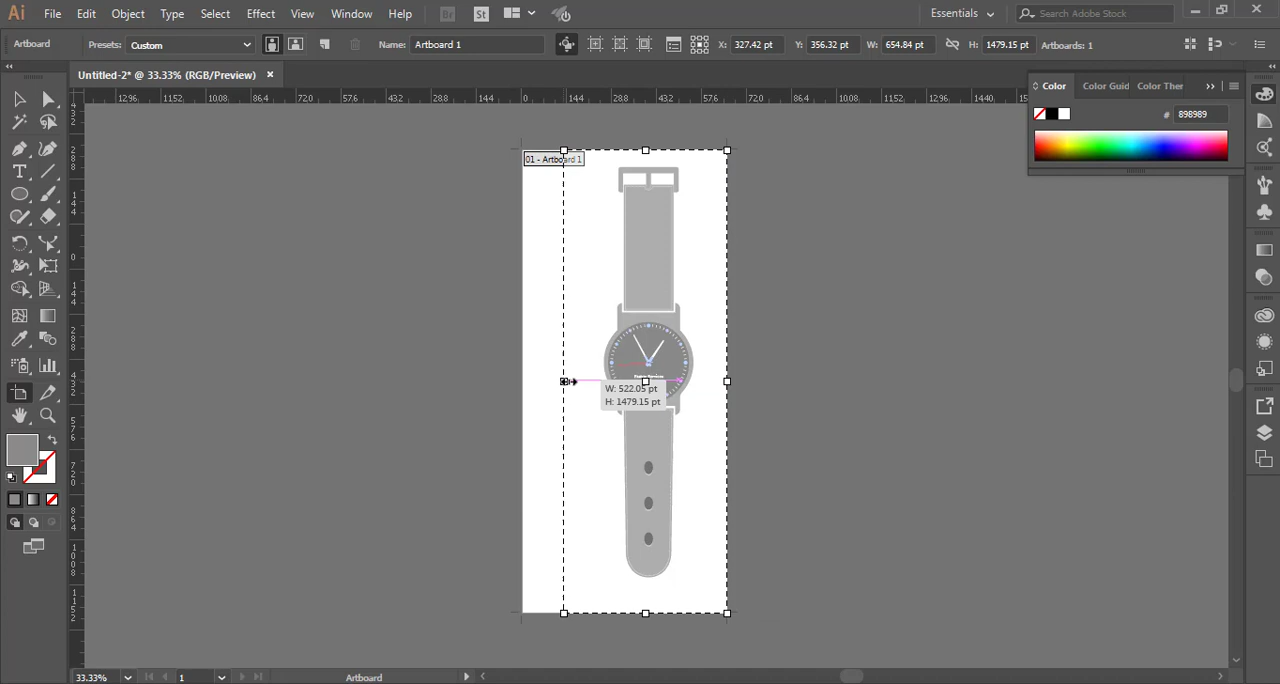 Ai File Edit Object Type Select Effect View Window Help Br St Essentials Search Adobe Stock
Artboard Presets: Custom Name: Artboard 1 X: 327.42 pt Y: 356.32 pt W: 654.84 pt H: 1479.15 pt Artboards: 1
Untitled-2* @ 33.33% (RGB/Preview)
Color Color Guid Color Ther
# 898989
1296 1152 1008 864 720 576 432 288 144 0 144 288 432 576 720 864 1008 1152 1296 1440
01 - Artboard 1
W: 522.05 pt
H: 1479.15 pt
33.33% 1 Artboard